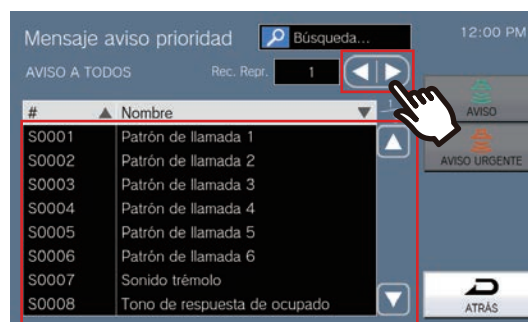 Mensaje aviso prioridad Búsqueda... 12:00 PM
AVISO A TODOS Rec. Repr. 1
# Nombre 1
S0001 Patrón de llamada 1
S0002 Patrón de llamada 2
S0003 Patrón de llamada 3
S0004 Patrón de llamada 4
S0005 Patrón de llamada 5
S0006 Patrón de llamada 6
S0007 Sonido trémolo
S0008 Tono de respuesta de ocupado
AVISO
AVISO URGENTE
ATRÁS